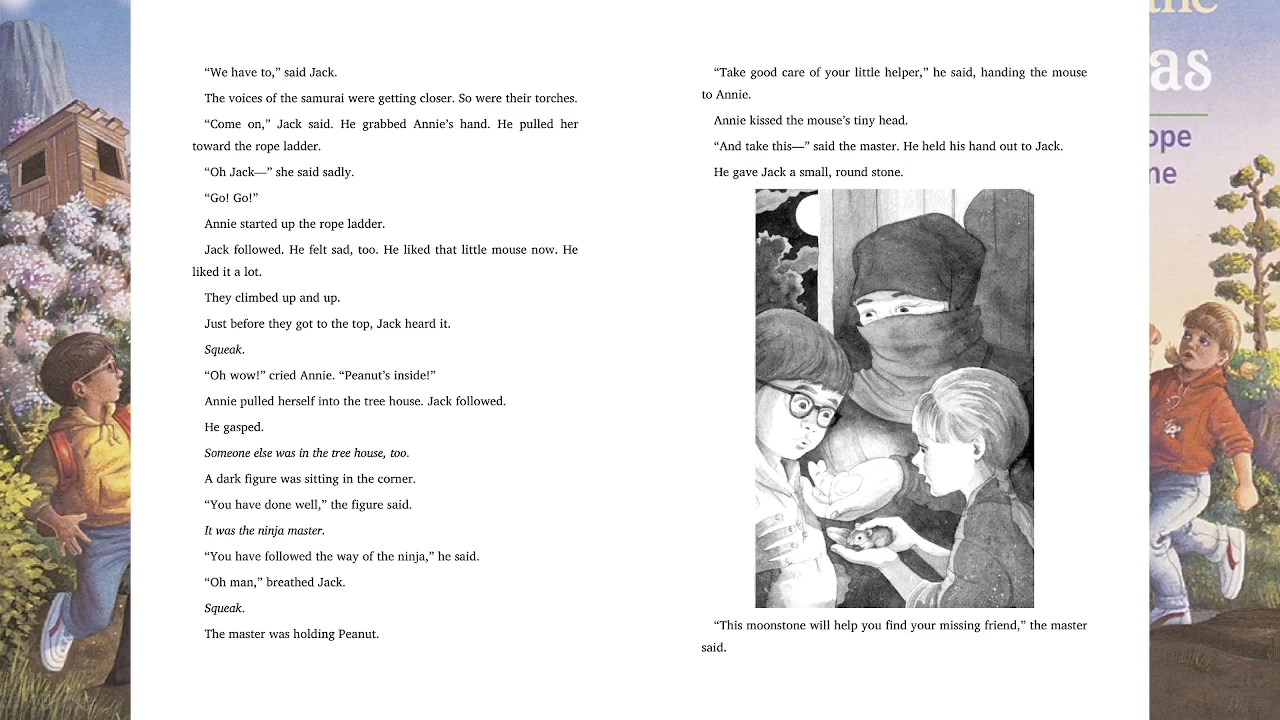 “We have to,” said Jack.
The voices of the samurai were getting closer. So were their torches.
“Come on,” Jack said. He grabbed Annie’s hand. He pulled her
toward the rope ladder.
“Oh Jack—” she said sadly.
“Go! Go!”
Annie started up the rope ladder.
Jack followed. He felt sad, too. He liked that little mouse now. He
liked it a lot.
They climbed up and up.
Just before they got to the top, Jack heard it.
Squeak.
“Oh wow!” cried Annie. “Peanut’s inside!”
Annie pulled herself into the tree house. Jack followed.
He gasped.
Someone else was in the tree house, too.
A dark figure was sitting in the corner.
“You have done well,” the figure said.
It was the ninja master.
“You have followed the way of the ninja,” he said.
“Oh man,” breathed Jack.
Squeak.
The master was holding Peanut.
“Take good care of your little helper,” he said, handing the mouse
to Annie.
Annie kissed the mouse’s tiny head.
“And take this—” said the master. He held his hand out to Jack.
He gave Jack a small, round stone.
“This moonstone will help you find your missing friend,” the master
said.
the
as
ope
ne